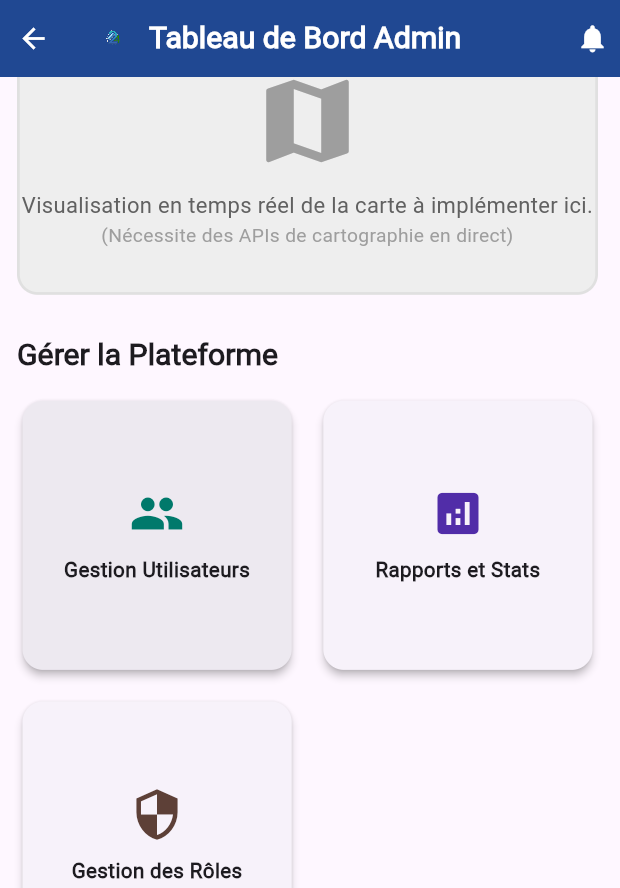 Tableau de Bord Admin
Visualisation en temps réel de la carte à implémenter ici.
(Nécessite des APIs de cartographie en direct)
Gérer la Plateforme
Gestion Utilisateurs
Rapports et Stats
Gestion des Rôles